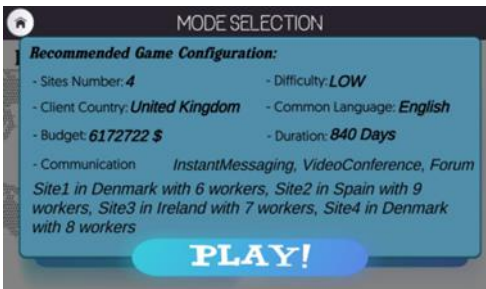 MODE SELECTION
Recommended Game Configuration:
- Sites Number: 4
- Difficulty: LOW
- Client Country: United Kingdom
- Common Language: English
- Budget: 6172722 $
- Duration: 840 Days
- Communication InstantMessaging, VideoConference, Forum
Site1 in Denmark with 6 workers, Site2 in Spain with 9
workers, Site3 in Ireland with 7 workers, Site4 in Denmark
with 8 workers
PLAY!